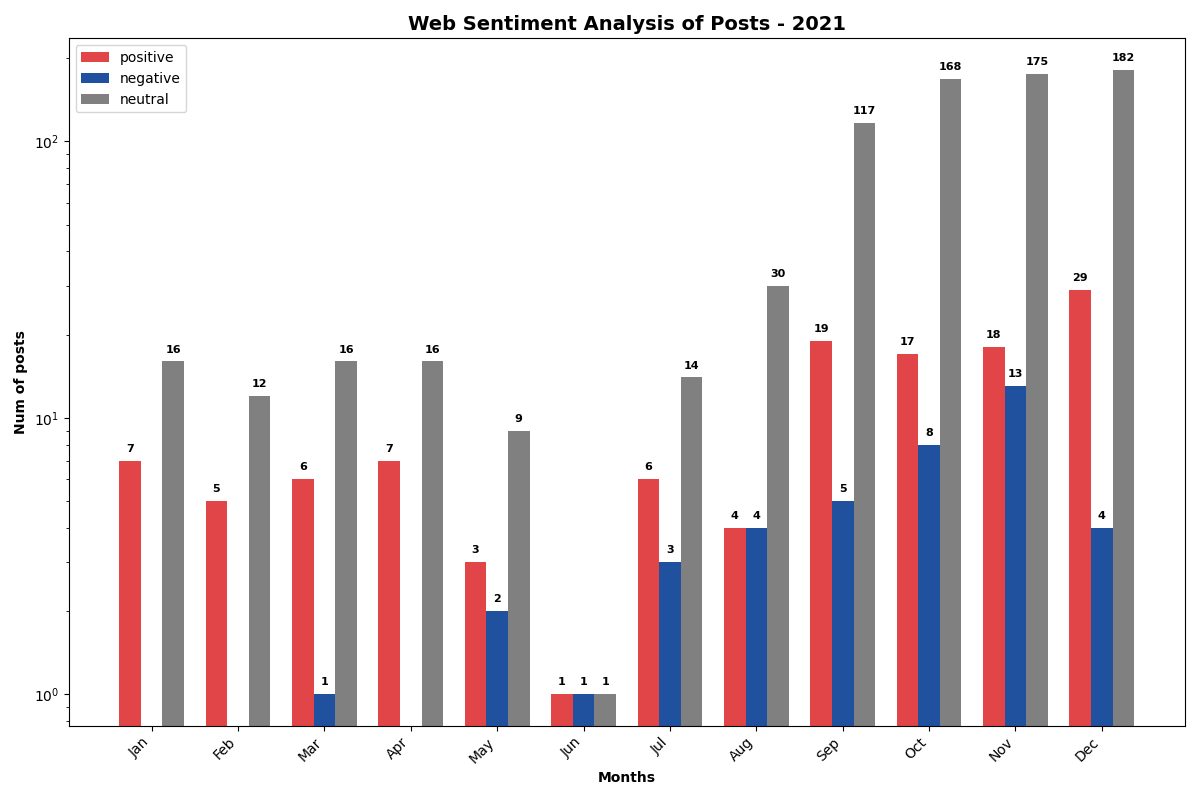 Web Sentiment Analysis of Posts - 2021
positive
negative
neutral
Num of posts
10²
10¹
10⁰
7
16
5
12
6
1
16
7
16
3
2
9
1
1
1
6
3
14
4
4
30
19
5
117
17
8
168
18
13
175
29
4
182
Jan
Feb
Mar
Apr
May
Jun
Jul
Aug
Sep
Oct
Nov
Dec
Months